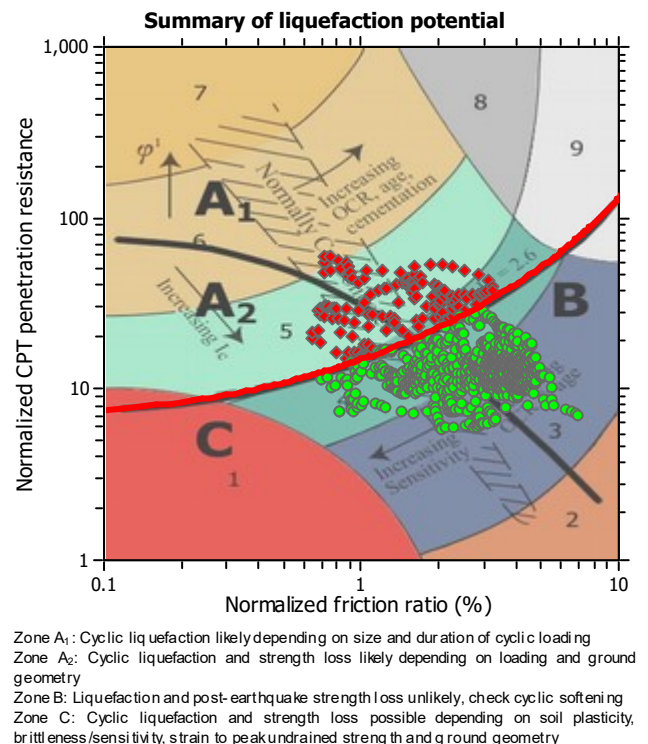 Summary of liquefaction potential
1,000
100
10
1
Normalized CPT penetration resistance
7
8
9
φ'
A1
Normally C
Increasing
OCR, age,
cementation
6
A2
Increasing Ic
5
= 2.6
B
C
1
Increasing
Sensitivity
3
2
0.1
1
10
Normalized friction ratio (%)
Zone A1: Cyclic liquefaction likely depending on size and duration of cyclic loading
Zone A2: Cyclic liquefaction and strength loss likely depending on loading and ground
geometry
Zone B: Liquefaction and post-earthquake strength loss unlikely, check cyclic softening
Zone C: Cyclic liquefaction and strength loss possible depending on soil plasticity,
brittleness/sensitivity, strain to peak undrained strength and ground geometry